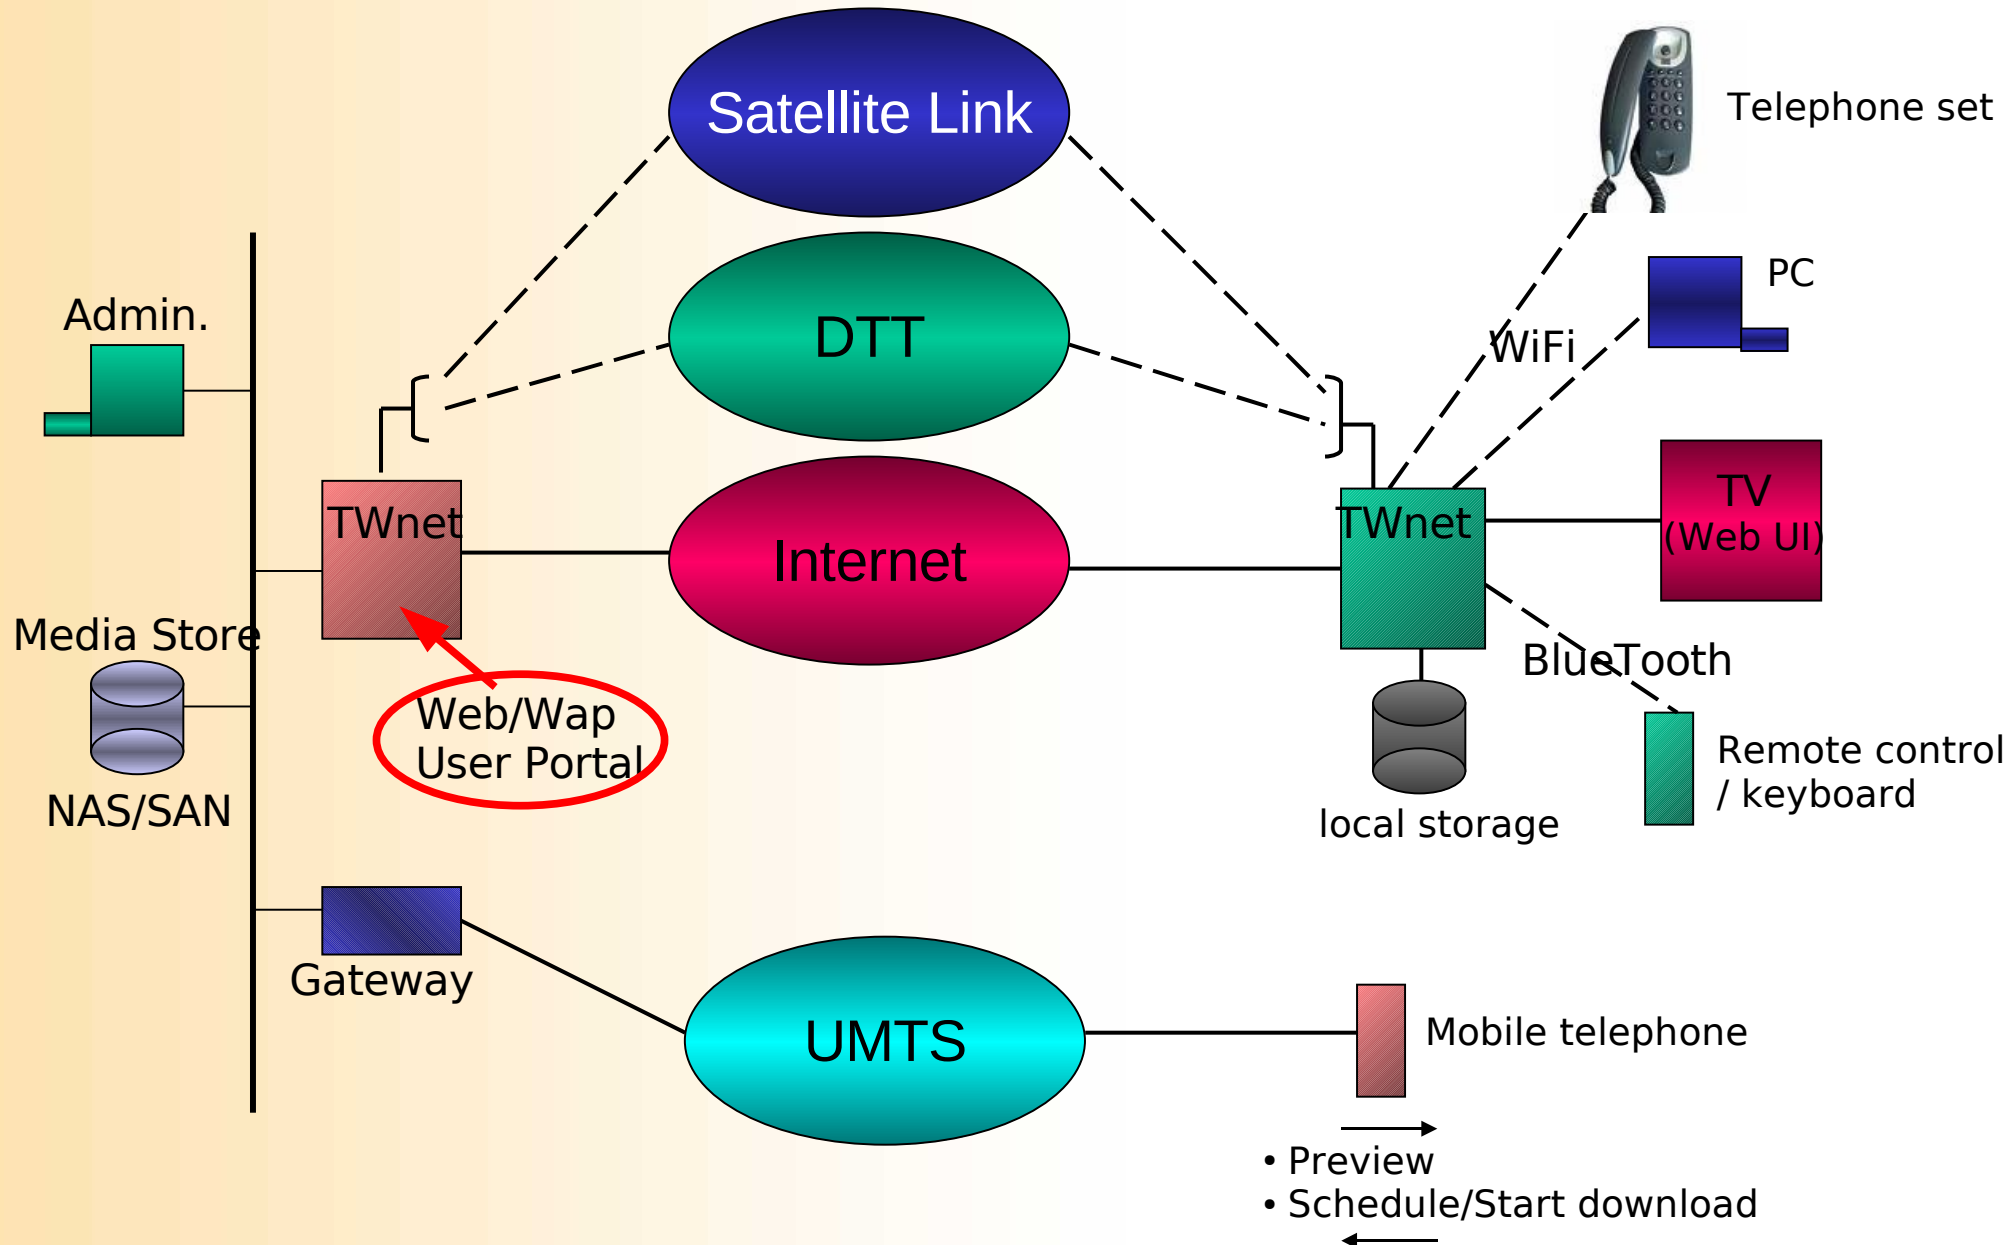 Satellite Link
Telephone set
PC
Admin.
DTT
WiFi
TWnet
TWnet
TV
(Web UI)
Internet
Media Store
BlueTooth
Web/Wap
User Portal
NAS/SAN
Remote control
/ keyboard
local storage
Gateway
UMTS
Mobile telephone
• Preview
• Schedule/Start download